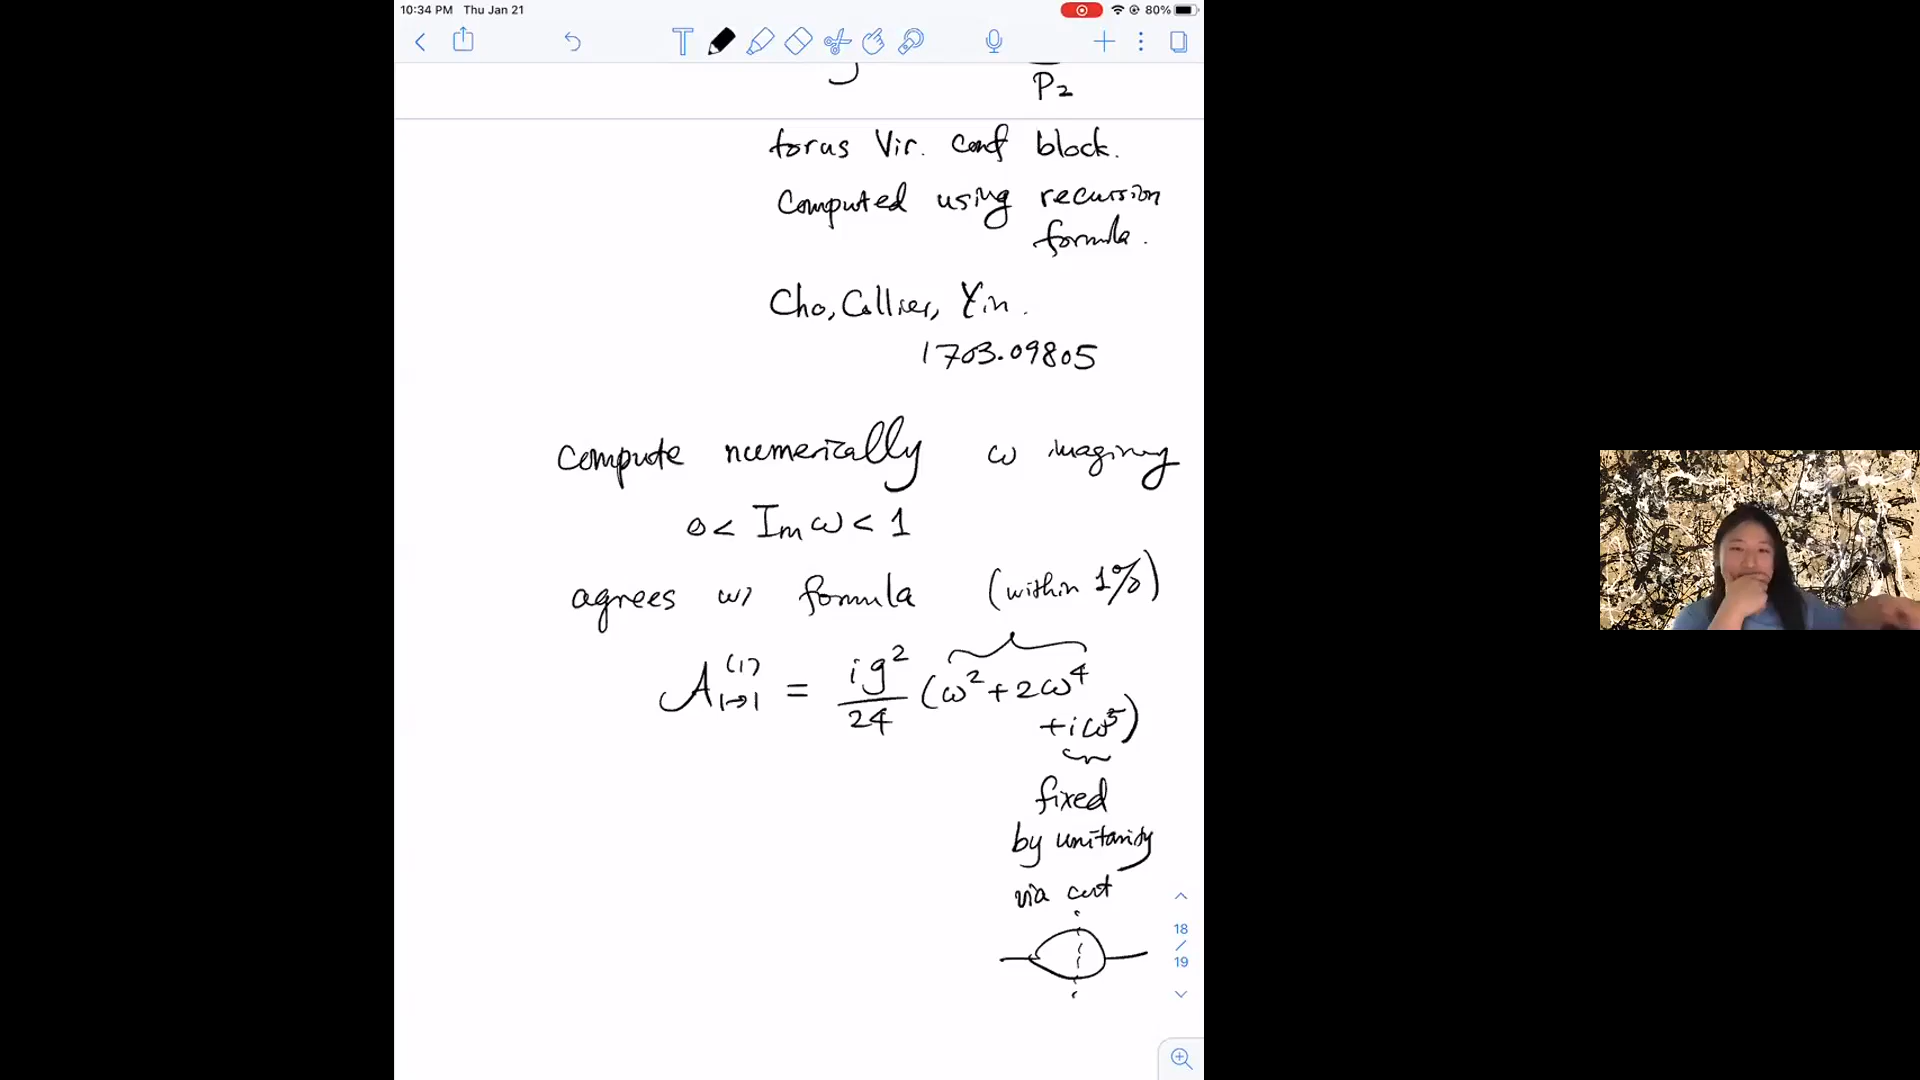 10:34 PM Thu Jan 21
80%
P2
torus Vir. conf block.
Computed using recursion
formula.
Cho, Collier, Yin.
1703.09805
compute numerically ω imaginary
0 < Im ω < 1
agrees w/ formula (within 1%)
A^{(1)}_{1→1} = ig²/24 (ω² + 2ω⁴
+ iω⁵)
fixed
by unitarity
via cut
18
/
19